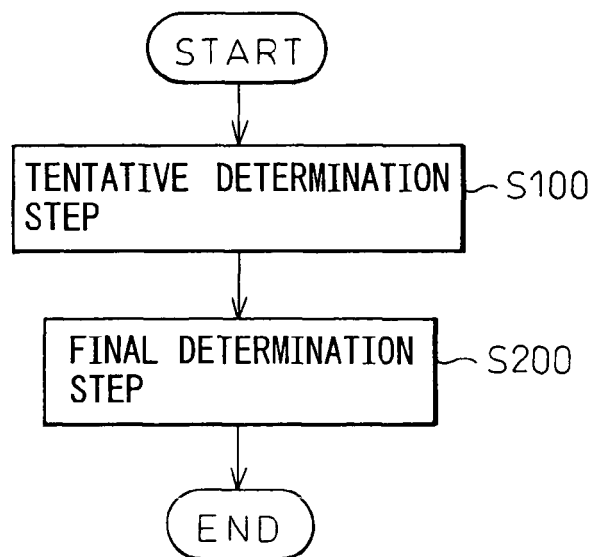 START
TENTATIVE DETERMINATION
STEP
S100
FINAL DETERMINATION
STEP
S200
END